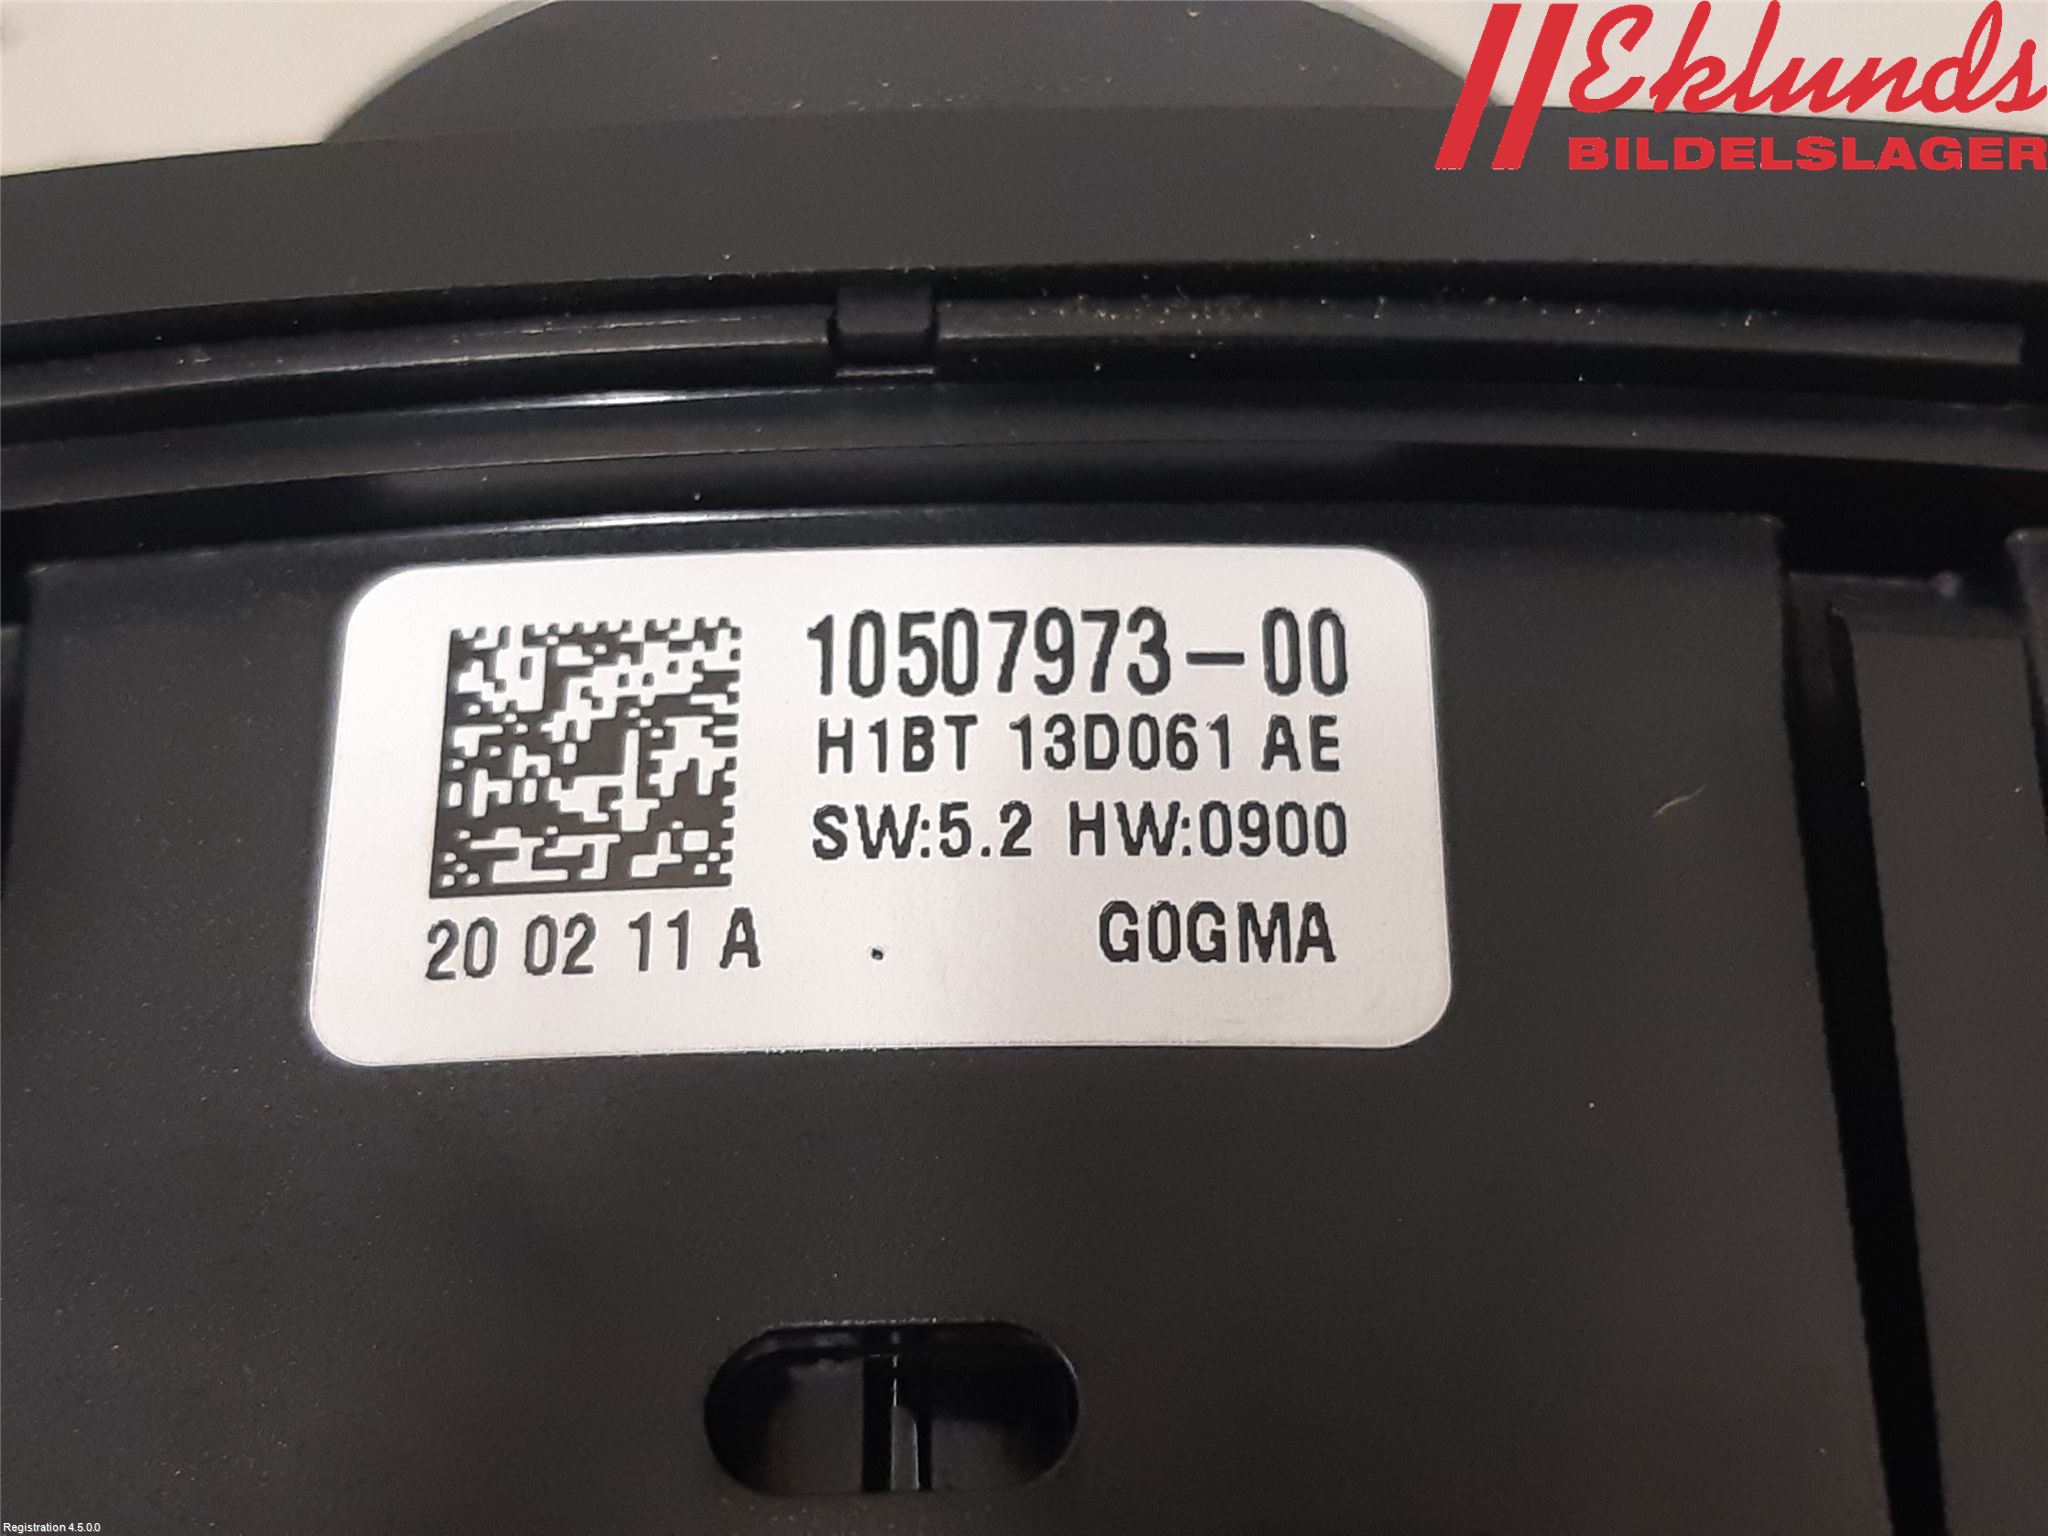 Eklunds
BILDELSLAGER
10507973-00
H1BT 13D061 AE
SW:5.2 HW:0900
20 02 11 A . G0GMA
Registration 4.5.0.0